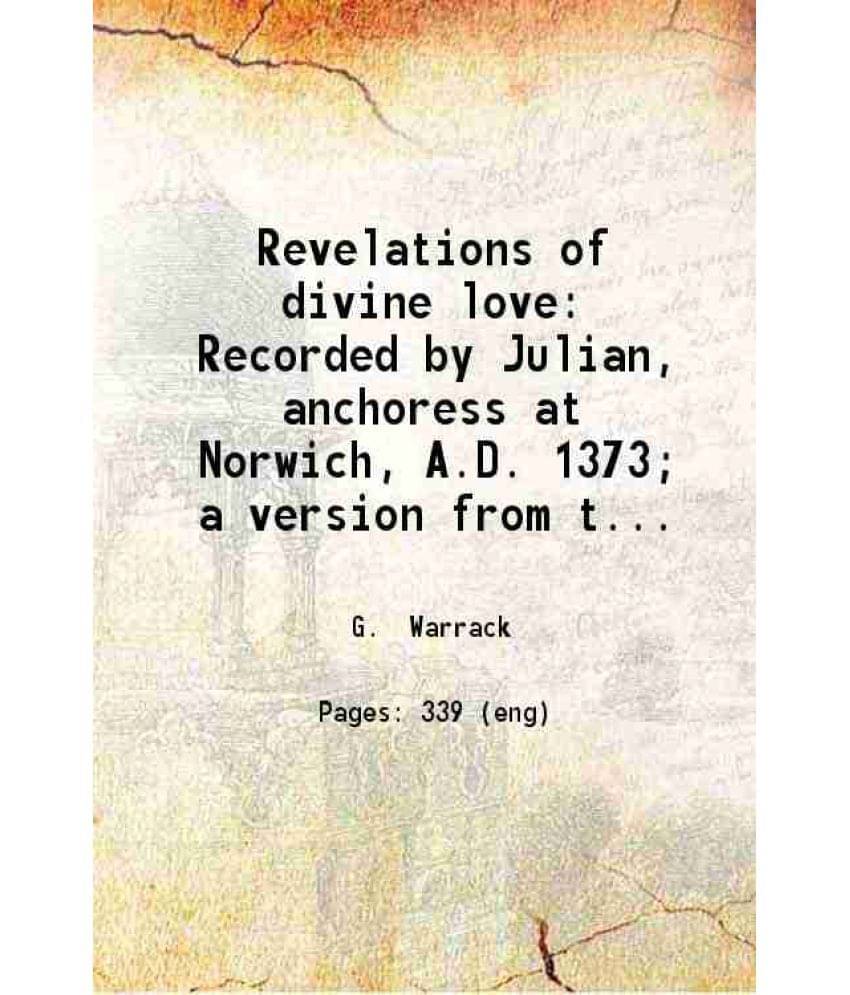 Revelations of
divine love:
Recorded by Julian,
anchoress at
Norwich, A.D. 1373;
a version from t...
G. Warrack
Pages: 339 (eng)